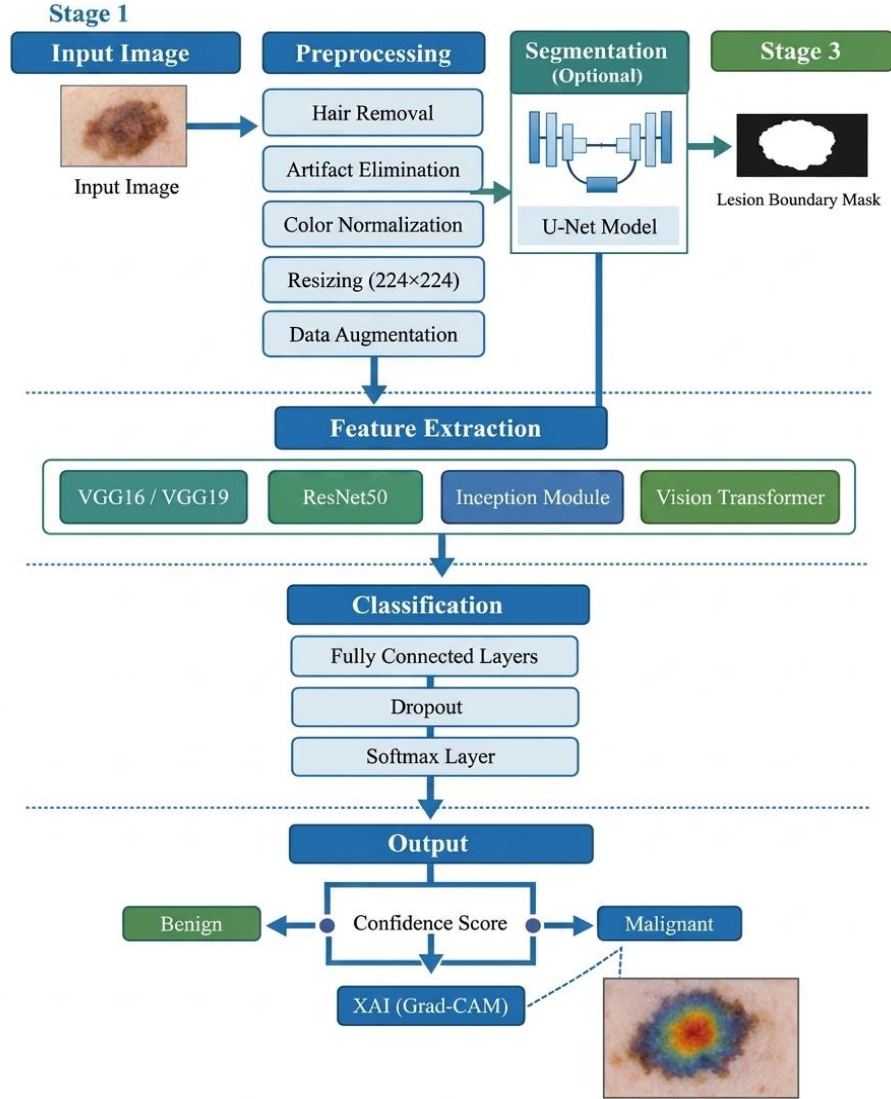 Stage 1
Input Image
Preprocessing
Segmentation
(Optional)
Stage 3
Input Image
Hair Removal
Artifact Elimination
Color Normalization
Resizing (224×224)
Data Augmentation
U-Net Model
Lesion Boundary Mask
Feature Extraction
VGG16 / VGG19
ResNet50
Inception Module
Vision Transformer
Classification
Fully Connected Layers
Dropout
Softmax Layer
Output
Benign
Confidence Score
Malignant
XAI (Grad-CAM)